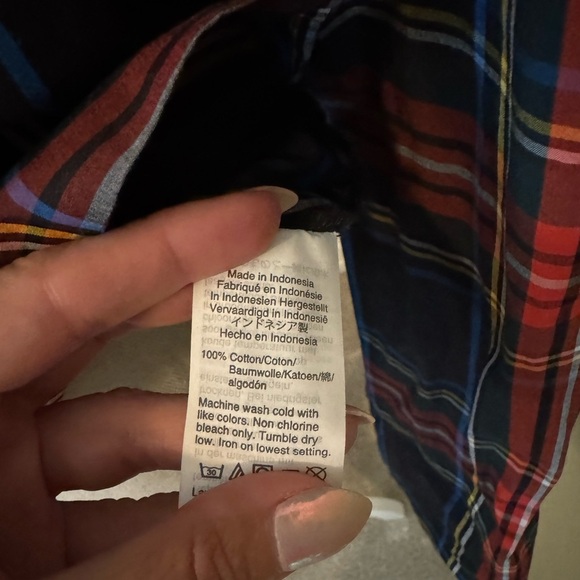 Made in Indonesia
Fabriqué en Indonésie
In Indonesien Hergestellt
Vervaardigd in Indonesië
インドネシア製
Hecho en Indonesia
100% Cotton/Coton/
Baumwolle/Katoen/綿/
algodón
Machine wash cold with
like colors. Non chlorine
bleach only. Tumble dry
low. Iron on lowest setting.
30